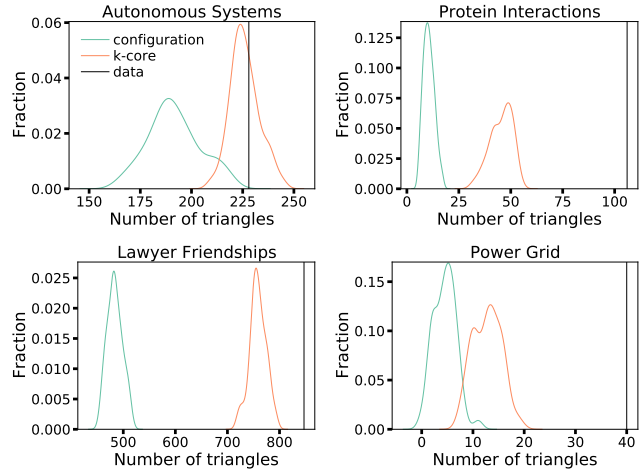 Autonomous Systems
0.06
0.04
0.02
0.00
Fraction
configuration
k-core
data
150 175 200 225 250
Number of triangles
Protein Interactions
0.125
0.100
0.075
0.050
0.025
0.000
Fraction
0 25 50 75 100
Number of triangles
Lawyer Friendships
0.025
0.020
0.015
0.010
0.005
0.000
Fraction
500 600 700 800
Number of triangles
Power Grid
0.15
0.10
0.05
0.00
Fraction
0 10 20 30 40
Number of triangles